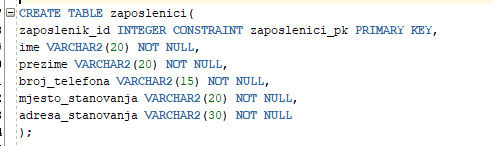 CREATE TABLE zaposlenici(
zaposlenik_id INTEGER CONSTRAINT zaposlenici_pk PRIMARY KEY,
ime VARCHAR2(20) NOT NULL,
prezime VARCHAR2(20) NOT NULL,
broj_telefona VARCHAR2(15) NOT NULL,
mjesto_stanovanja VARCHAR2(20) NOT NULL,
adresa_stanovanja VARCHAR2(30) NOT NULL
);